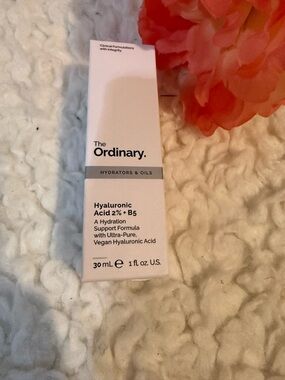 Clinical Formulations
with Integrity.
The
Ordinary.
HYDRATORS & OILS
Hyaluronic
Acid 2% + B5
A Hydration
Support Formula
with Ultra-Pure,
Vegan Hyaluronic Acid
30 mL e 1 fl. oz. U.S.